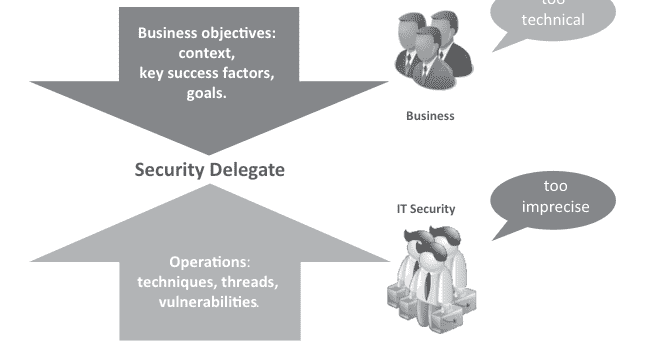 too
technical
Business objectives:
context,
key success factors,
goals.
Business
Security Delegate
too
imprecise
IT Security
Operations:
techniques, threads,
vulnerabilities.